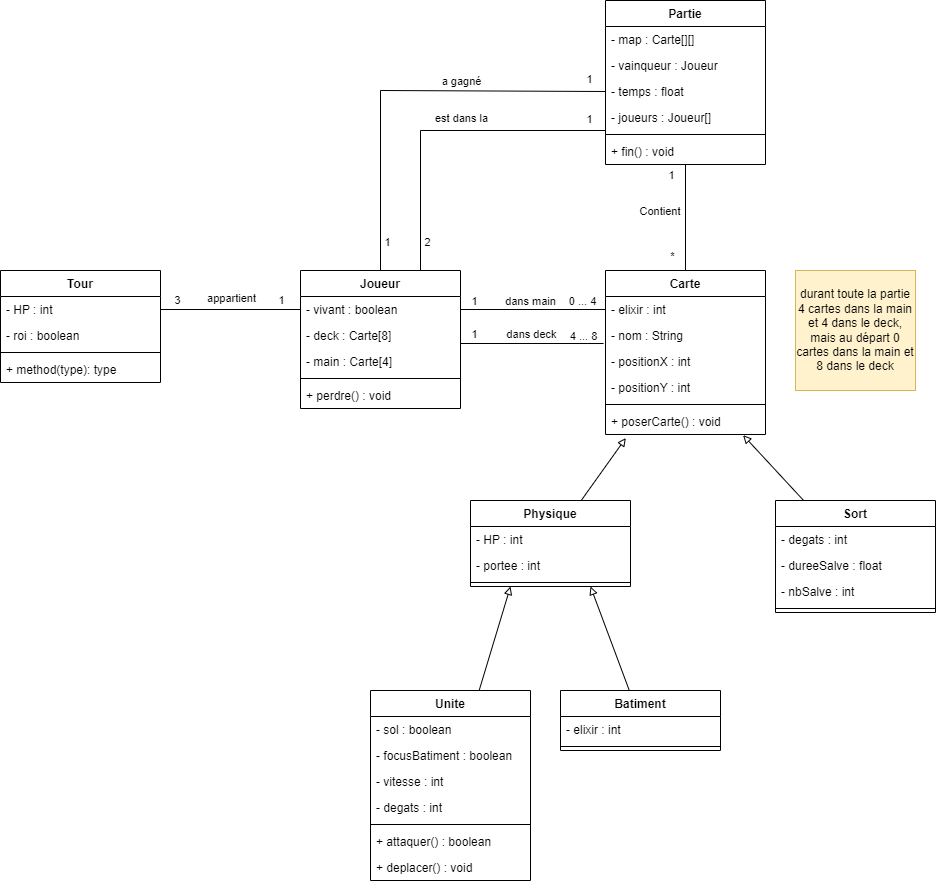 Partie
- map : Carte[][]
- vainqueur : Joueur
- temps : float
- joueurs : Joueur[]
+ fin() : void
a gagné
1
est dans la
1
1
Contient
*
1
2
Tour
- HP : int
- roi : boolean
+ method(type): type
3
appartient
1
Joueur
- vivant : boolean
- deck : Carte[8]
- main : Carte[4]
+ perdre() : void
1
dans main
0 ... 4
1
dans deck
4 ... 8
Carte
- elixir : int
- nom : String
- positionX : int
- positionY : int
+ poserCarte() : void
durant toute la partie
4 cartes dans la main
et 4 dans le deck,
mais au départ 0
cartes dans la main et
8 dans le deck
Physique
- HP : int
- portee : int
Sort
- degats : int
- dureeSalve : float
- nbSalve : int
Unite
- sol : boolean
- focusBatiment : boolean
- vitesse : int
- degats : int
+ attaquer() : boolean
+ deplacer() : void
Batiment
- elixir : int